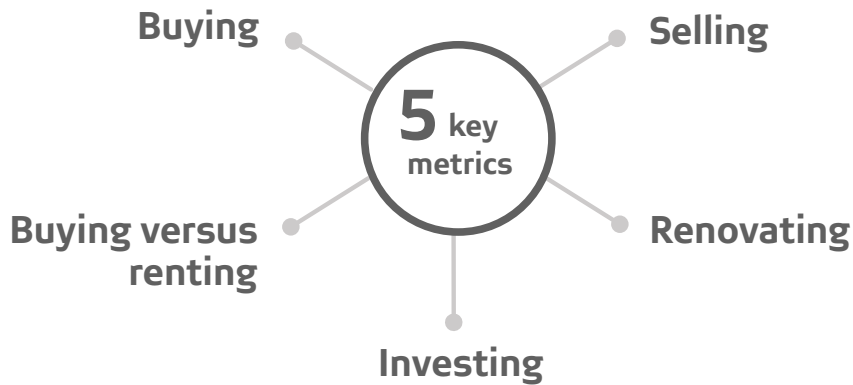 Buying
Selling
5 key
metrics
Buying versus
renting
Renovating
Investing